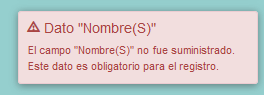 Dato "Nombre(S)"
El campo "Nombre(S)" no fue suministrado.
Este dato es obligatorio para el registro.